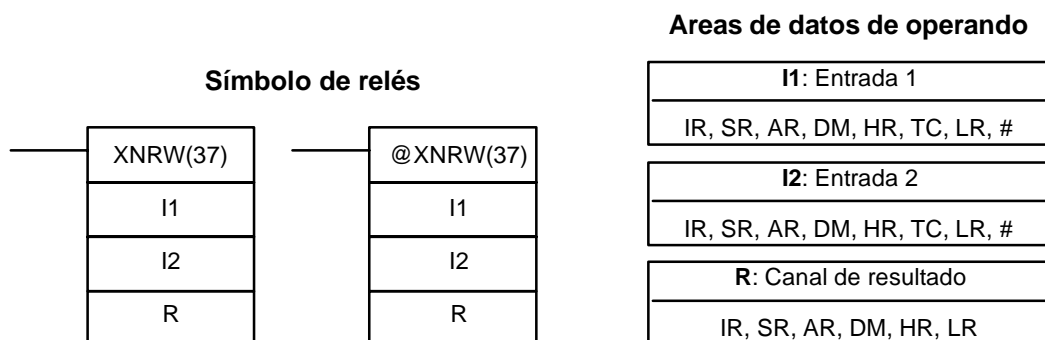 Areas de datos de operando
Símbolo de relés
I1: Entrada 1
IR, SR, AR, DM, HR, TC, LR, #
XNRW(37)
@XNRW(37)
I1
I1
I2: Entrada 2
IR, SR, AR, DM, HR, TC, LR, #
I2
I2
R: Canal de resultado
R
R
IR, SR, AR, DM, HR, LR